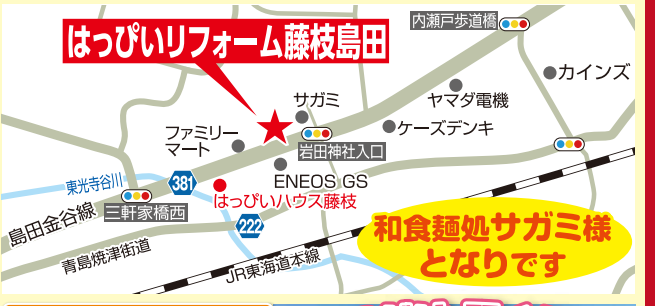 内瀬戸歩道橋
はっぴいリフォーム藤枝島田
カインズ
サガミ
ヤマダ電機
ファミリー
マート
ケーズデンキ
岩田神社入口
東光寺谷川
381
ENEOS GS
はっぴいハウス藤枝
三軒家橋西
島田金谷線
222
和食麺処サガミ様
となりです
青島焼津街道
JR東海道本線